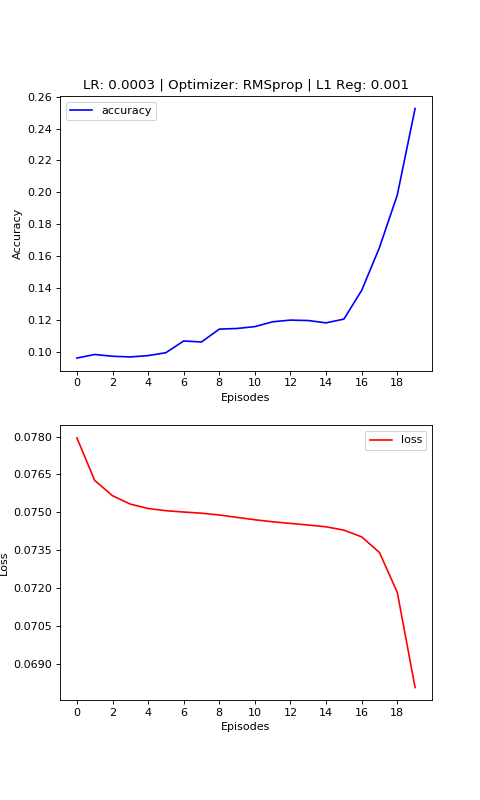 LR: 0.0003 | Optimizer: RMSprop | L1 Reg: 0.001
0.26
0.24
0.22
0.20
0.18
0.16
0.14
0.12
0.10
Accuracy
accuracy
0 2 4 6 8 10 12 14 16 18
Episodes
0.0780
0.0765
0.0750
0.0735
0.0720
0.0705
0.0690
Loss
loss
0 2 4 6 8 10 12 14 16 18
Episodes